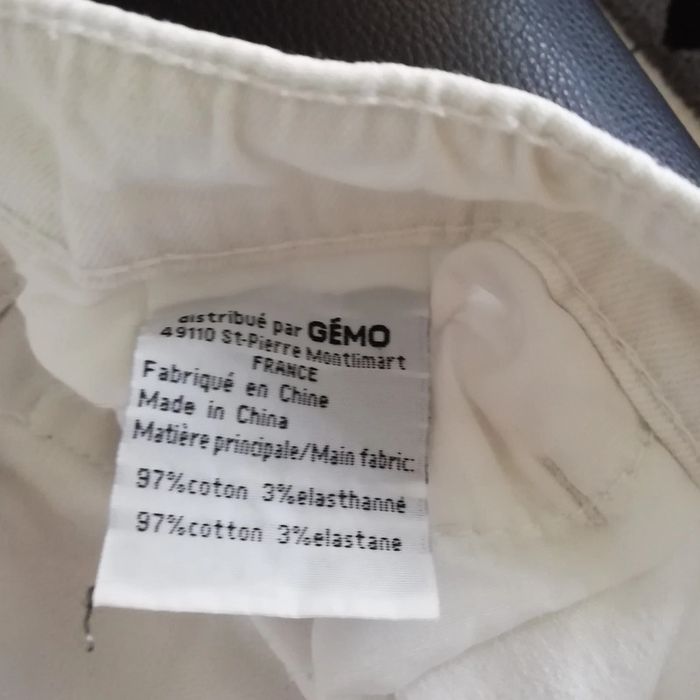 distribué par GÉMO
49110 St-Pierre Montlimart
FRANCE
Fabriqué en Chine
Made in China
Matière principale/Main fabric:
97%coton 3%elasthanne
97%cotton 3%elastane